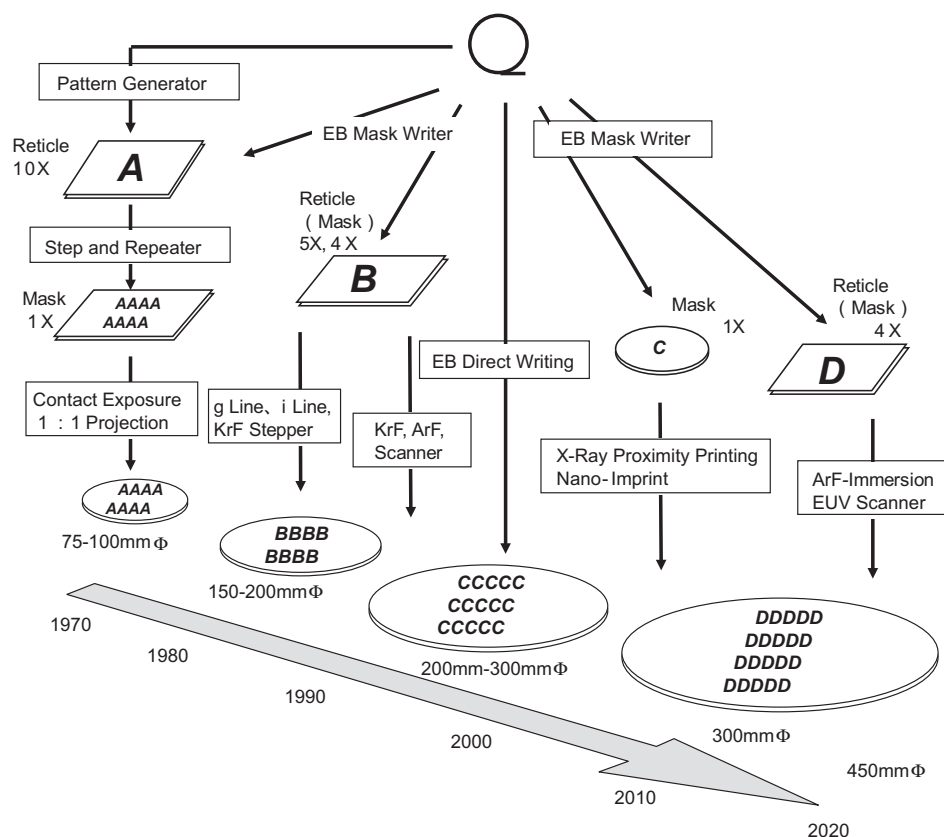 Pattern Generator
EB Mask Writer
EB Mask Writer
Reticle
10X
A
Reticle
( Mask )
5X, 4X
B
Step and Repeater
Mask
1X
AAAA
AAAA
Mask
1X
C
Reticle
( Mask )
4X
D
EB Direct Writing
Contact Exposure
1 : 1 Projection
g Line、i Line,
KrF Stepper
KrF, ArF,
Scanner
X-Ray Proximity Printing
Nano-Imprint
ArF-Immersion
EUV Scanner
AAAA
AAAA
75-100mmΦ
BBBB
BBBB
150-200mmΦ
CCCCC
CCCCC
CCCCC
200mm-300mmΦ
DDDDD
DDDDD
DDDDD
DDDDD
300mmΦ
450mmΦ
1970
1980
1990
2000
2010
2020